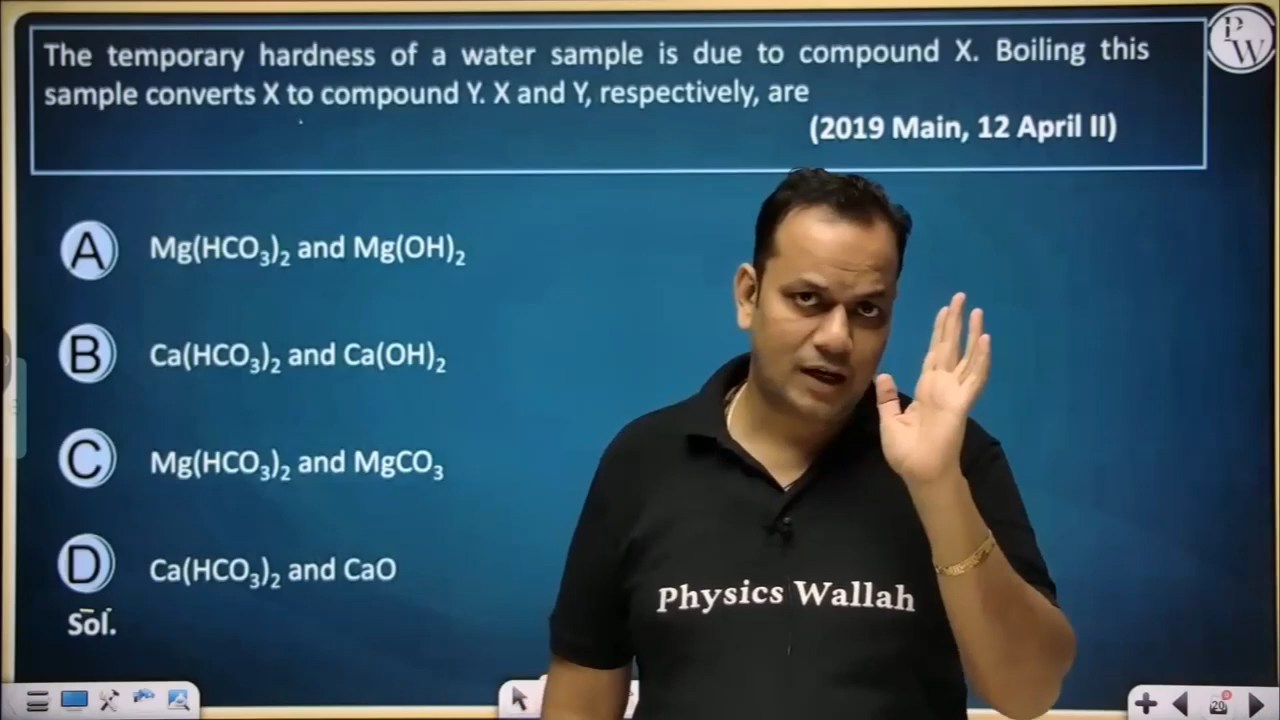 The temporary hardness of a water sample is due to compound X. Boiling this
sample converts X to compound Y. X and Y, respectively, are
(2019 Main, 12 April II)
P
W
A Mg(HCO₃)₂ and Mg(OH)₂
B Ca(HCO₃)₂ and Ca(OH)₂
C Mg(HCO₃)₂ and MgCO₃
D Ca(HCO₃)₂ and CaO
Sol.
Physics Wallah
20